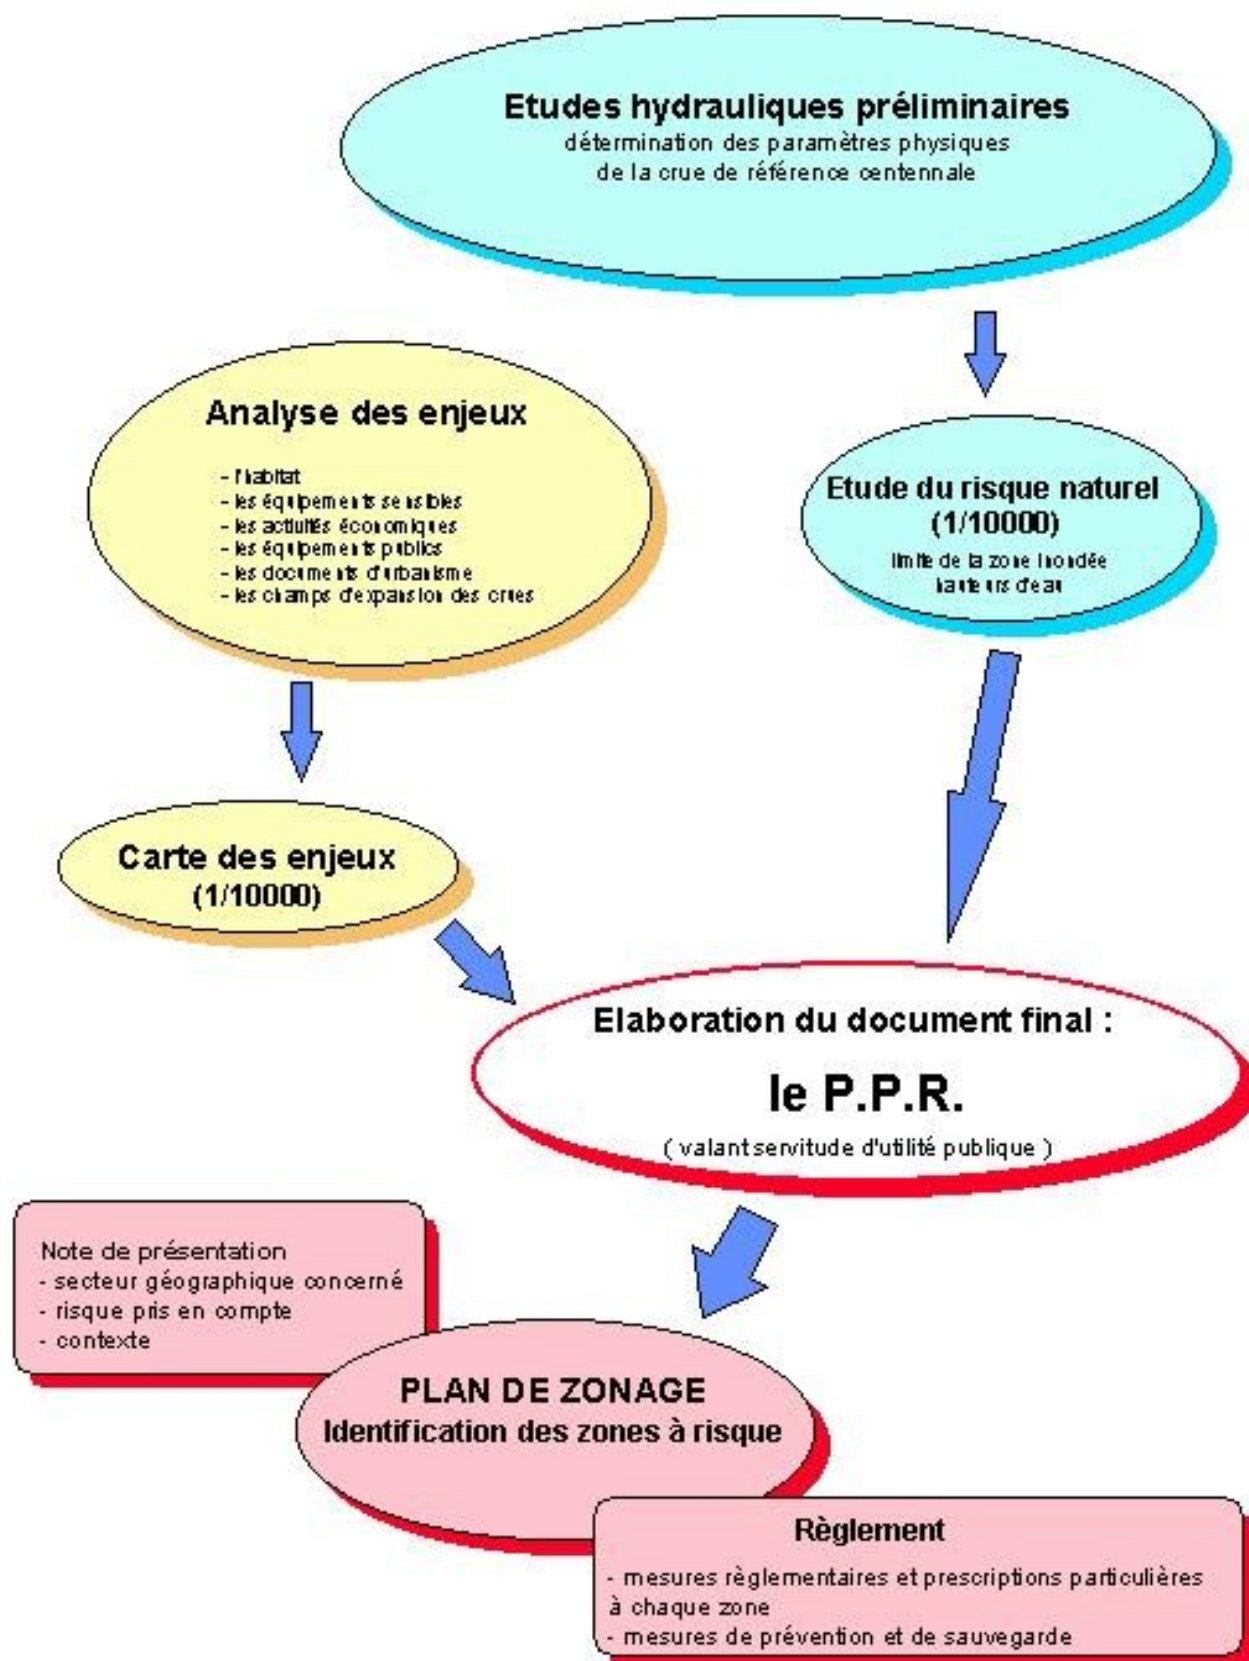 Etudes hydrauliques préliminaires
détermination des paramètres physiques
de la crue de référence centennale
Analyse des enjeux
- l'habitat
- les équipements sensibles
- les activités économiques
- les équipements publics
- les documents d'urbanisme
- les champs d'expansion des crues
Etude du risque naturel
(1/10000)
limite de la zone inondée
hauteurs d'eau
Carte des enjeux
(1/10000)
Elaboration du document final :
le P.P.R.
( valant servitude d'utilité publique )
Note de présentation
- secteur géographique concerné
- risque pris en compte
- contexte
PLAN DE ZONAGE
Identification des zones à risque
Règlement
- mesures règlementaires et prescriptions particulières
à chaque zone
- mesures de prévention et de sauvegarde